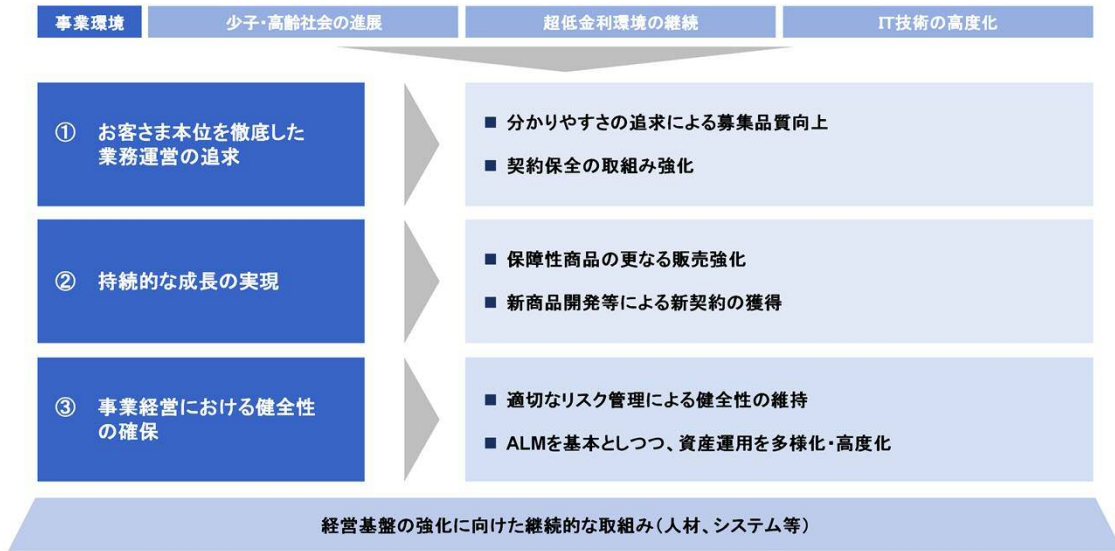 事業環境
少子・高齢社会の進展
超低金利環境の継続
IT技術の高度化
① お客さま本位を徹底した
業務運営の追求
■ 分かりやすさの追求による募集品質向上
■ 契約保全の取組み強化
② 持続的な成長の実現
■ 保障性商品の更なる販売強化
■ 新商品開発等による新契約の獲得
③ 事業経営における健全性
の確保
■ 適切なリスク管理による健全性の維持
■ ALMを基本としつつ、資産運用を多様化・高度化
経営基盤の強化に向けた継続的な取組み（人材、システム等）